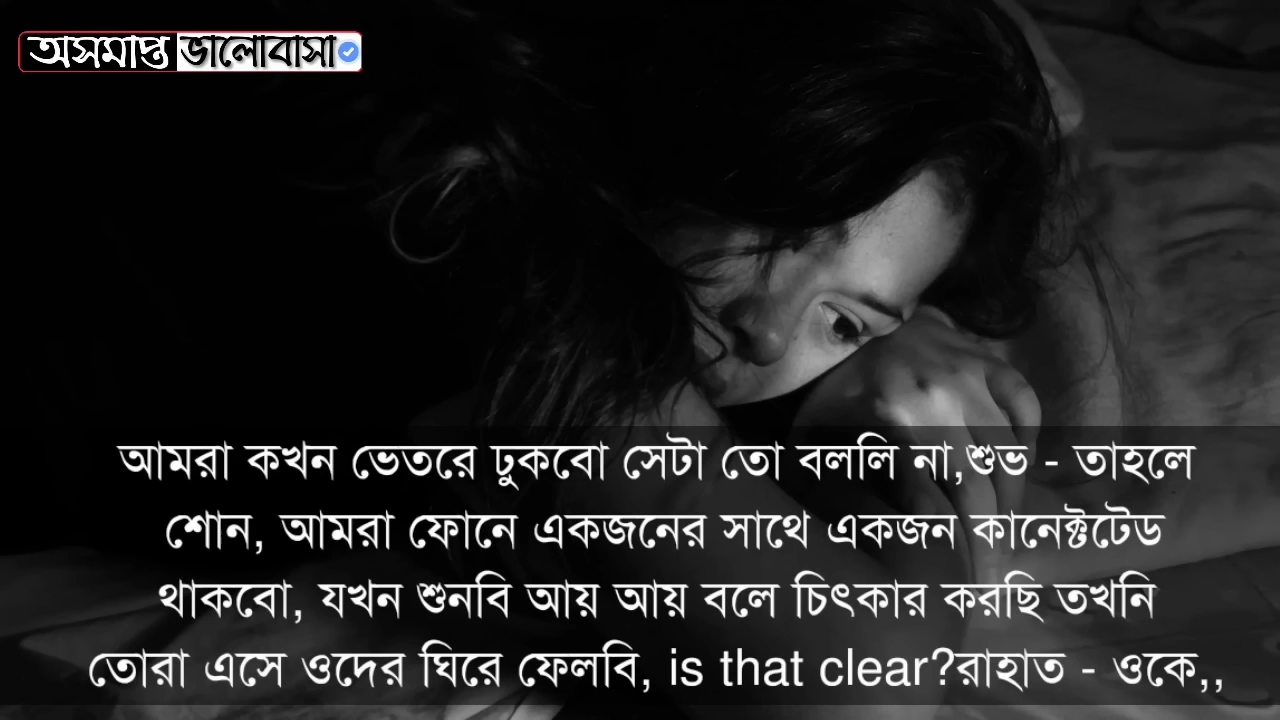 অসমাপ্ত ভালোবাসা
আমরা কখন ভেতরে ঢুকবো সেটা তো বললি না,শুভ - তাহলে
শোন, আমরা ফোনে একজনের সাথে একজন কানেক্টটেড
থাকবো, যখন শুনবি আয় আয় বলে চিৎকার করছি তখনি
তোরা এসে ওদের ঘিরে ফেলবি, is that clear?রাহাত - ওকে,,